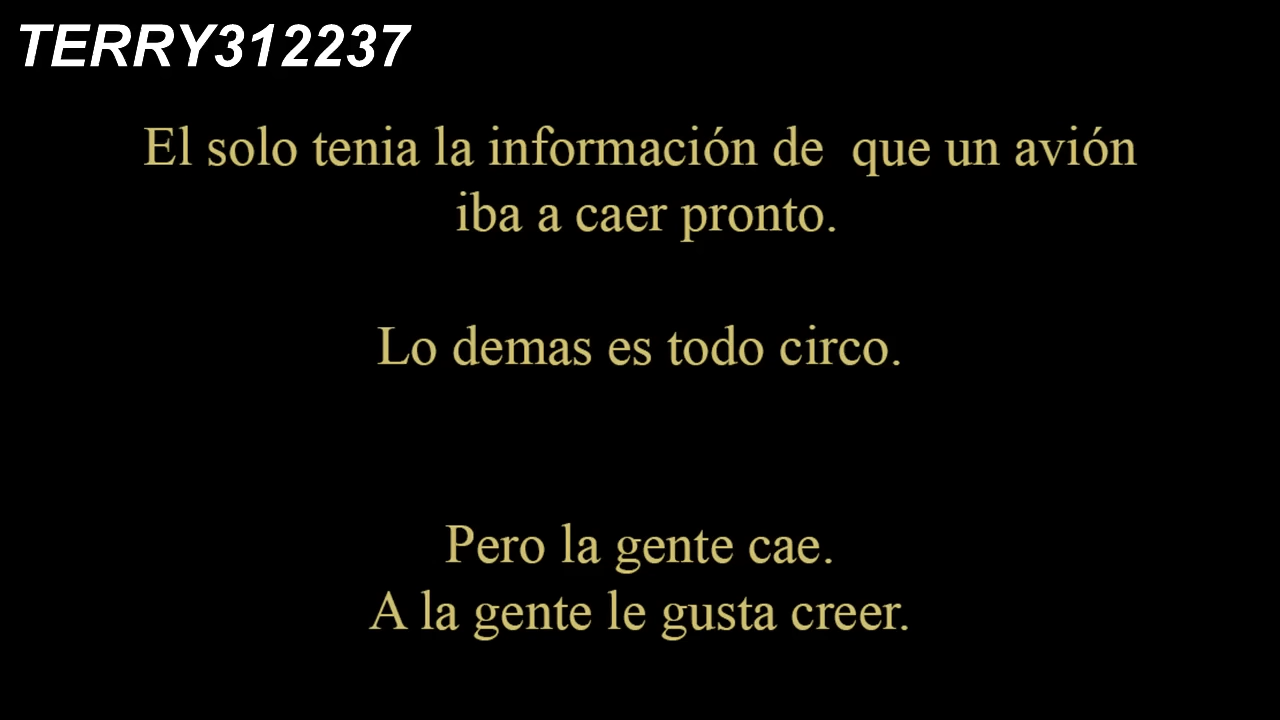 TERRY312237
El solo tenia la información de  que un avión
iba a caer pronto.
Lo demas es todo circo.
Pero la gente cae.
A la gente le gusta creer.